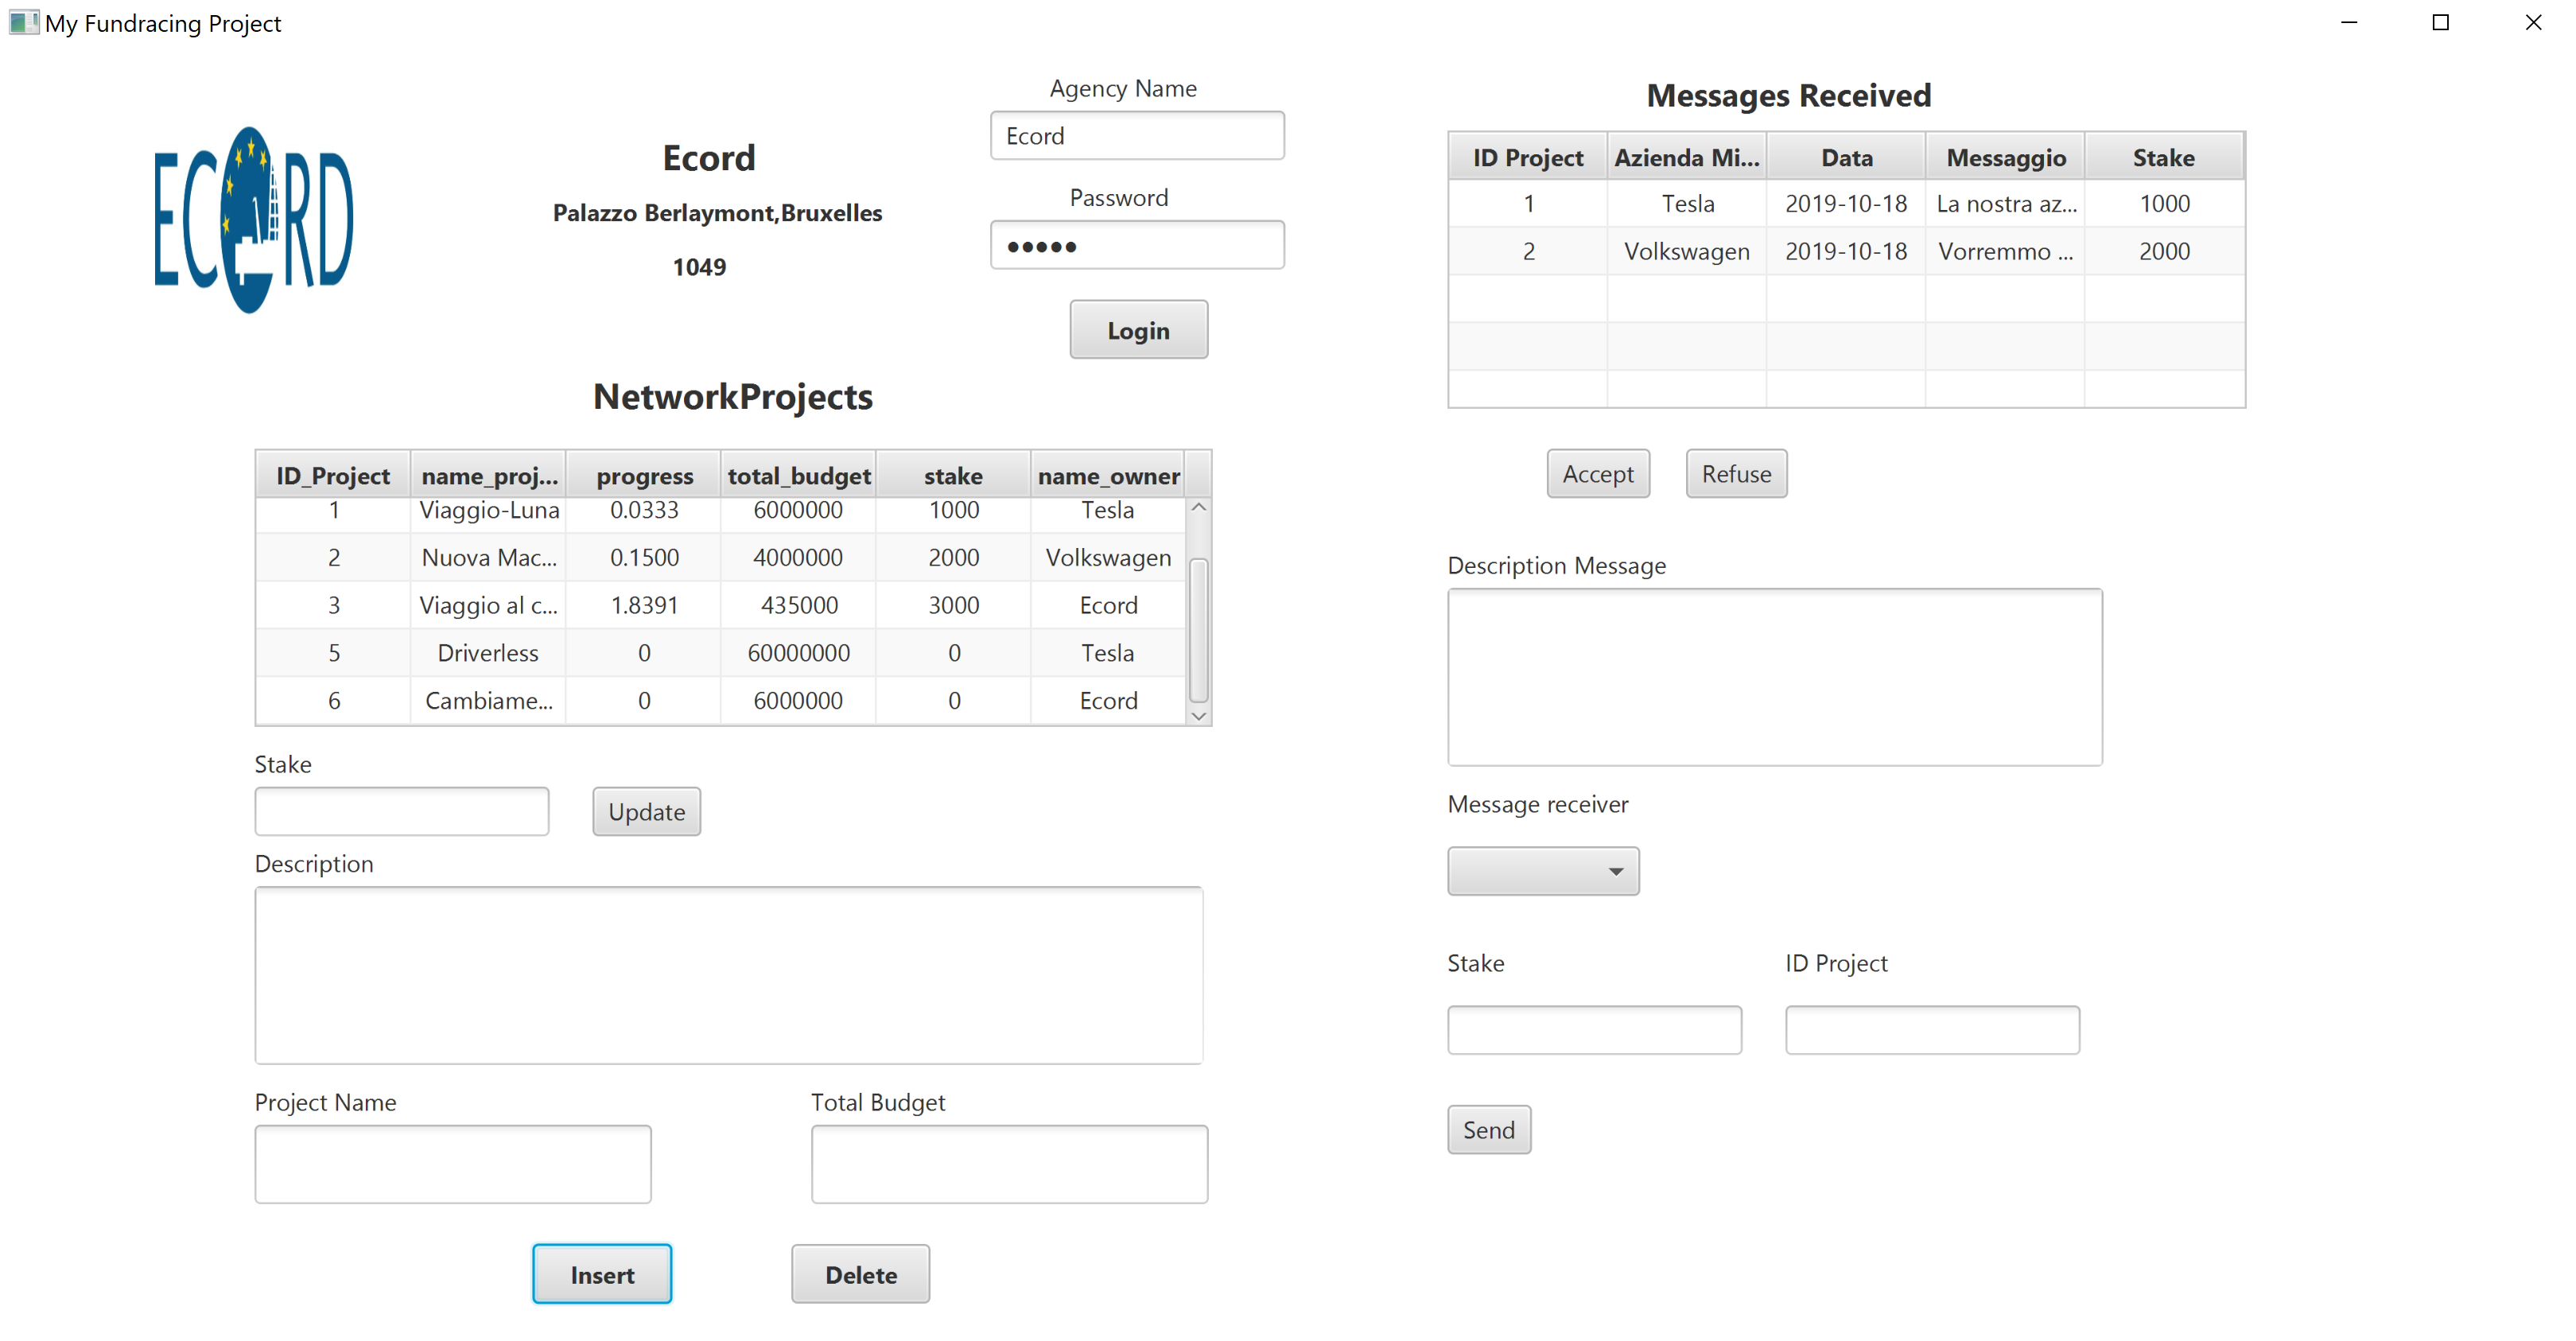 My Fundracing Project
ECORD
Ecord
Palazzo Berlaymont,Bruxelles
1049
Agency Name
Ecord
Password
•••••
Login
NetworkProjects
ID_Project name_proj... progress total_budget stake name_owner
1 Viaggio-Luna 0.0333 6000000 1000 Tesla
2 Nuova Mac... 0.1500 4000000 2000 Volkswagen
3 Viaggio al c... 1.8391 435000 3000 Ecord
5 Driverless 0 60000000 0 Tesla
6 Cambiame... 0 6000000 0 Ecord
Stake
Update
Description
Project Name Total Budget
Insert Delete
Messages Received
ID Project Azienda Mi... Data Messaggio Stake
1 Tesla 2019-10-18 La nostra az... 1000
2 Volkswagen 2019-10-18 Vorremmo ... 2000
Accept Refuse
Description Message
Message receiver
Stake ID Project
Send